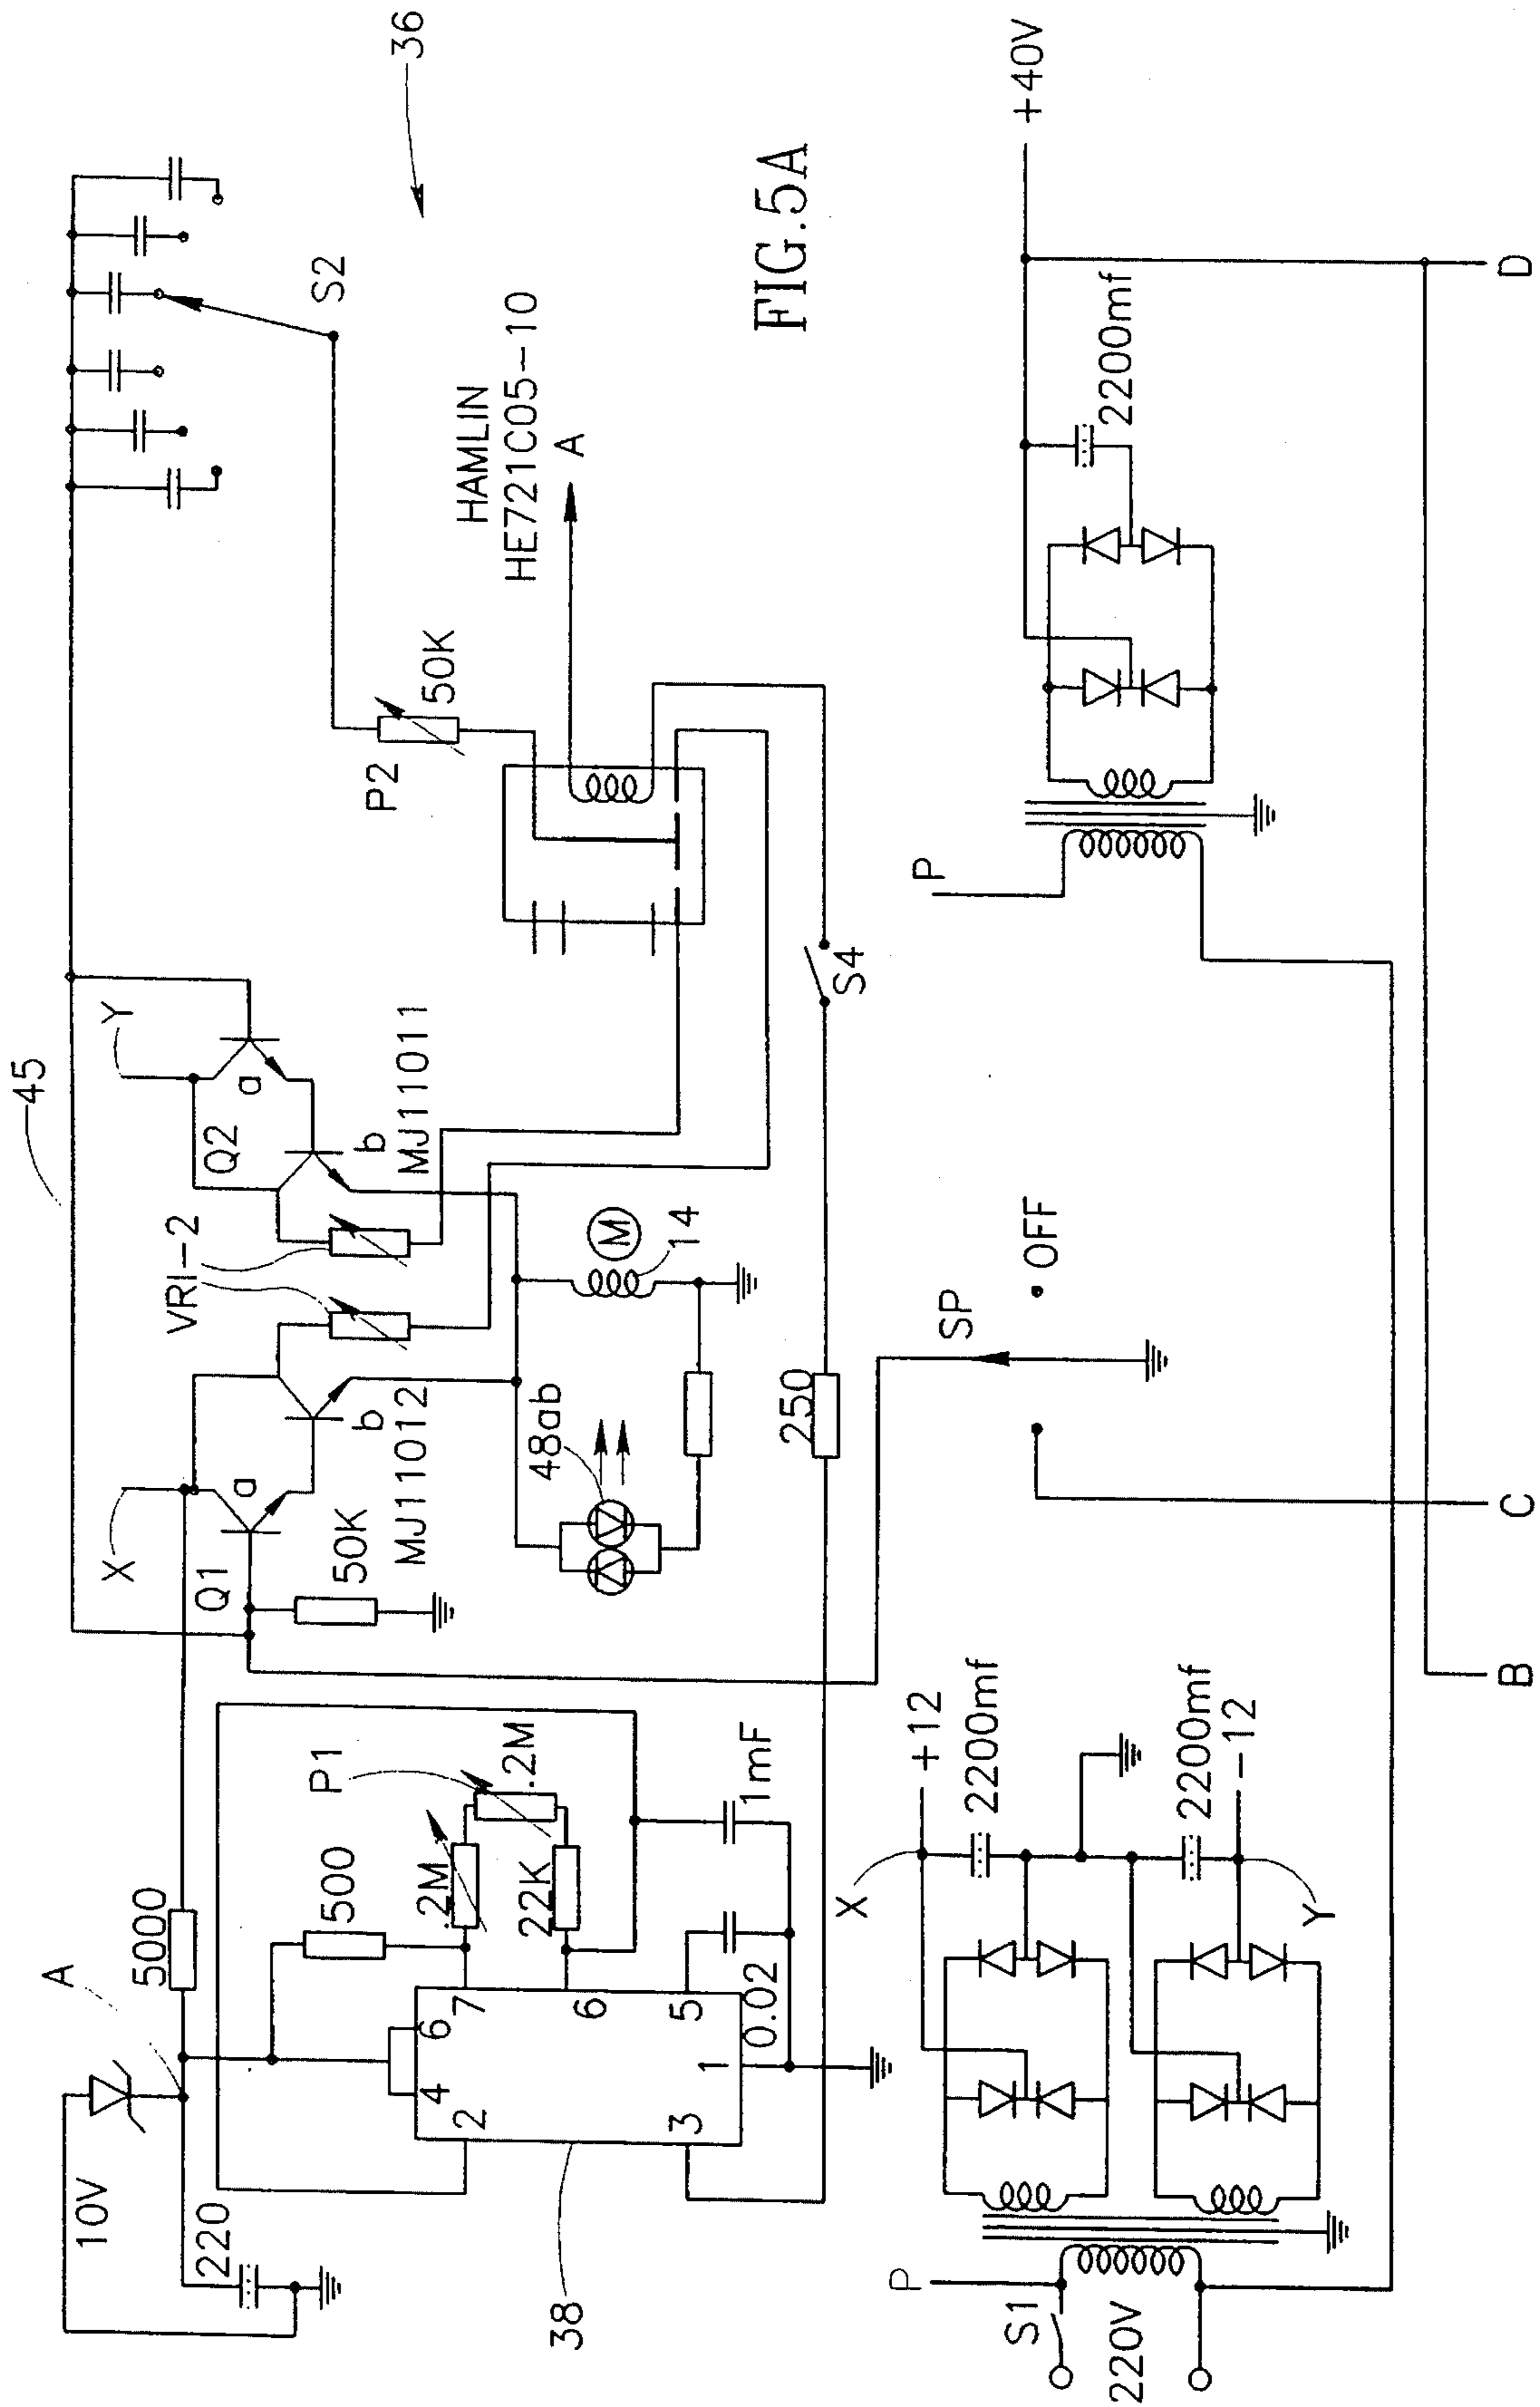 45
36
X
Y
Q1
a
b
50K
MJ11012
Q2
a
b
MJ11011
VR1-2
S2
P2
50K
HAMLIN
HE721C05-10
A
FIG.5A
A
5000
10V
220
500
.2M
P1
.2M
22K
4
6
2
7
6
5
3
1
0.02
1mF
38
48ab
M
14
250
S4
SP
OFF
P
S1
220V
X
+12
2200mf
2200mf
-12
Y
P
2200mf
+40V
B
C
D